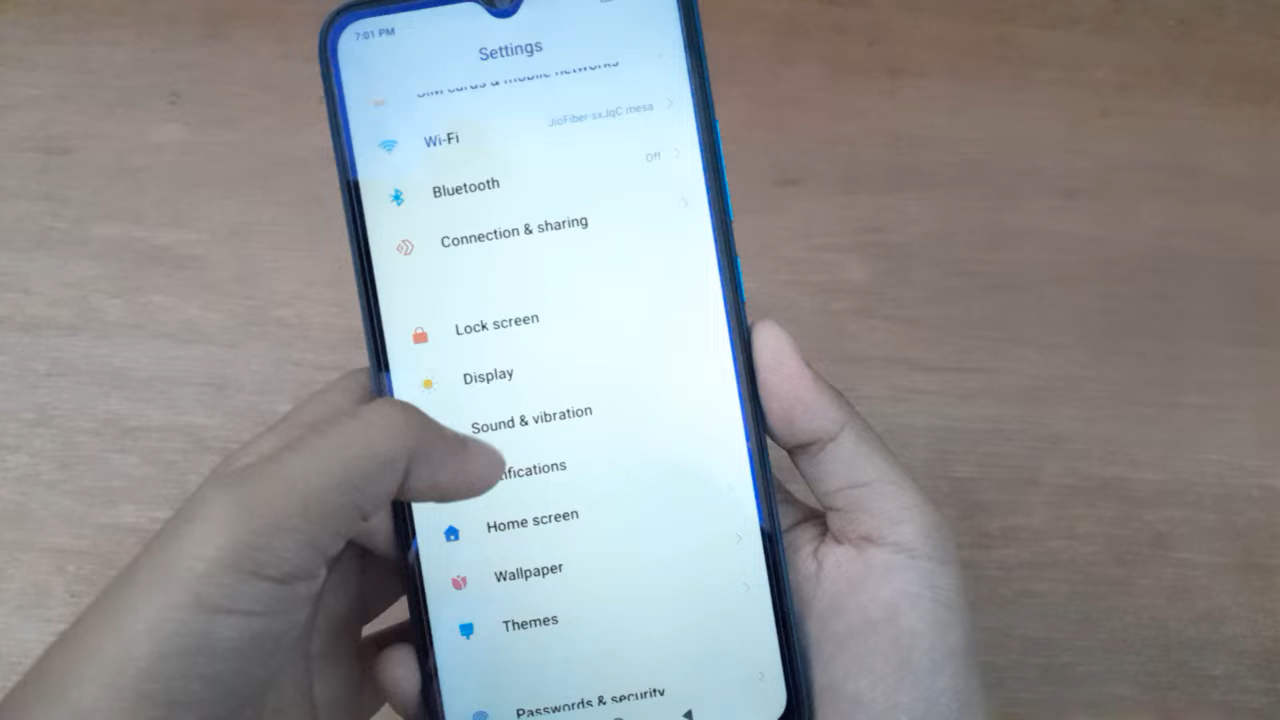 7:01 PM
Settings
SIM cards & mobile networks
Wi-Fi JioFiber-sxJqC mesa
Bluetooth Off
Connection & sharing
Lock screen
Display
Sound & vibration
ifications
Home screen
Wallpaper
Themes
Passwords & security